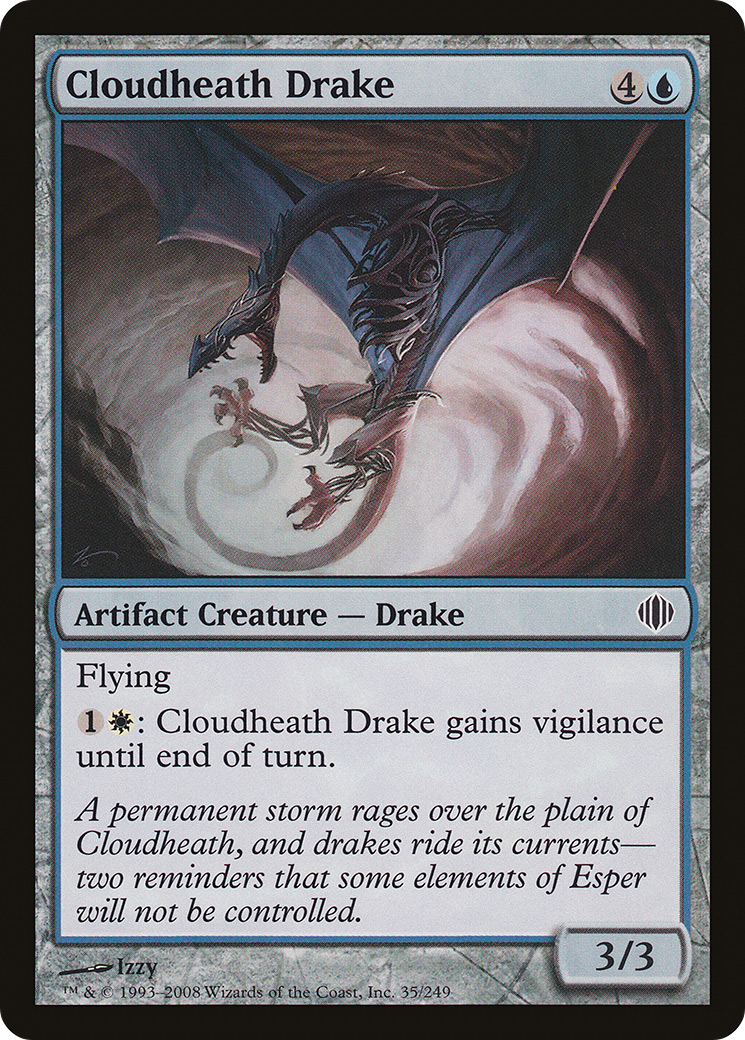 Cloudheath Drake 4
Artifact Creature — Drake
Flying
1: Cloudheath Drake gains vigilance
until end of turn.
A permanent storm rages over the plain of
Cloudheath, and drakes ride its currents—
two reminders that some elements of Esper
will not be controlled.
3/3
Izzy
™ & © 1993–2008 Wizards of the Coast, Inc. 35/249